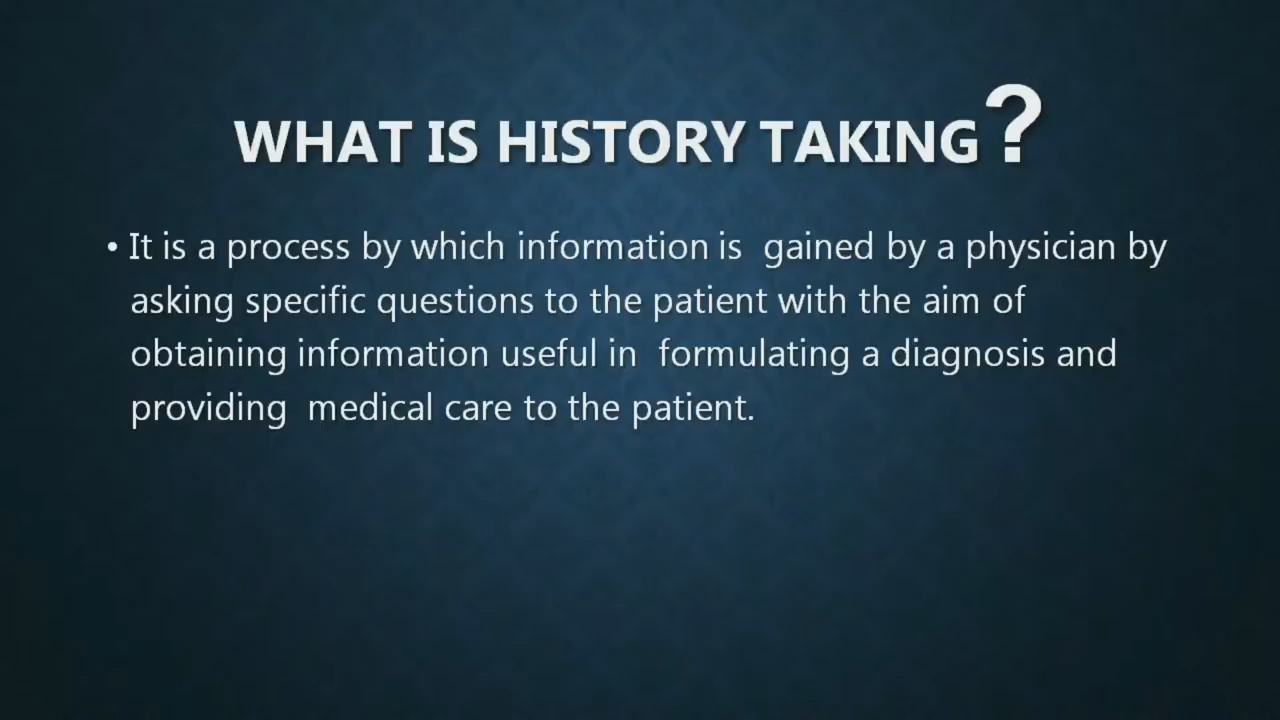 WHAT IS HISTORY TAKING?
• It is a process by which information is gained by a physician by
asking specific questions to the patient with the aim of
obtaining information useful in formulating a diagnosis and
providing medical care to the patient.